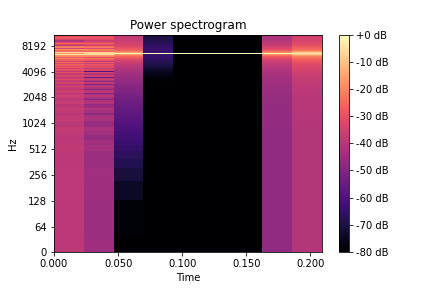 Power spectrogram
8192
4096
2048
1024
512
256
128
64
0
Hz
0.000 0.050 0.100 0.150 0.200
Time
+0 dB
-10 dB
-20 dB
-30 dB
-40 dB
-50 dB
-60 dB
-70 dB
-80 dB